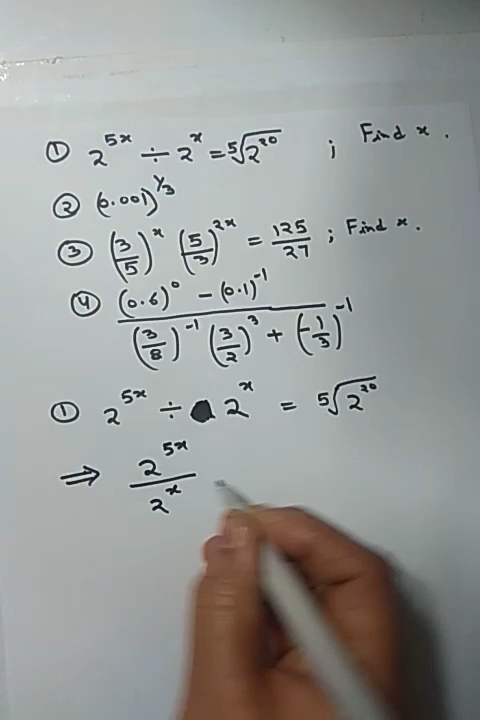 ① 2^{5x} ÷ 2^x = ⁵√(2^{20}) ; Find x.
② (0.001)^{1/3}
③ (3/5)^x (5/3)^{2x} = 125/27 ; Find x.
④ ((0.6)^0 - (0.1)^{-1}) / ((3/8)^{-1} (3/2)^3 + (-1/3)^{-1})
① 2^{5x} ÷ 2^x = ⁵√(2^{20})
⇒ 2^{5x} / 2^x